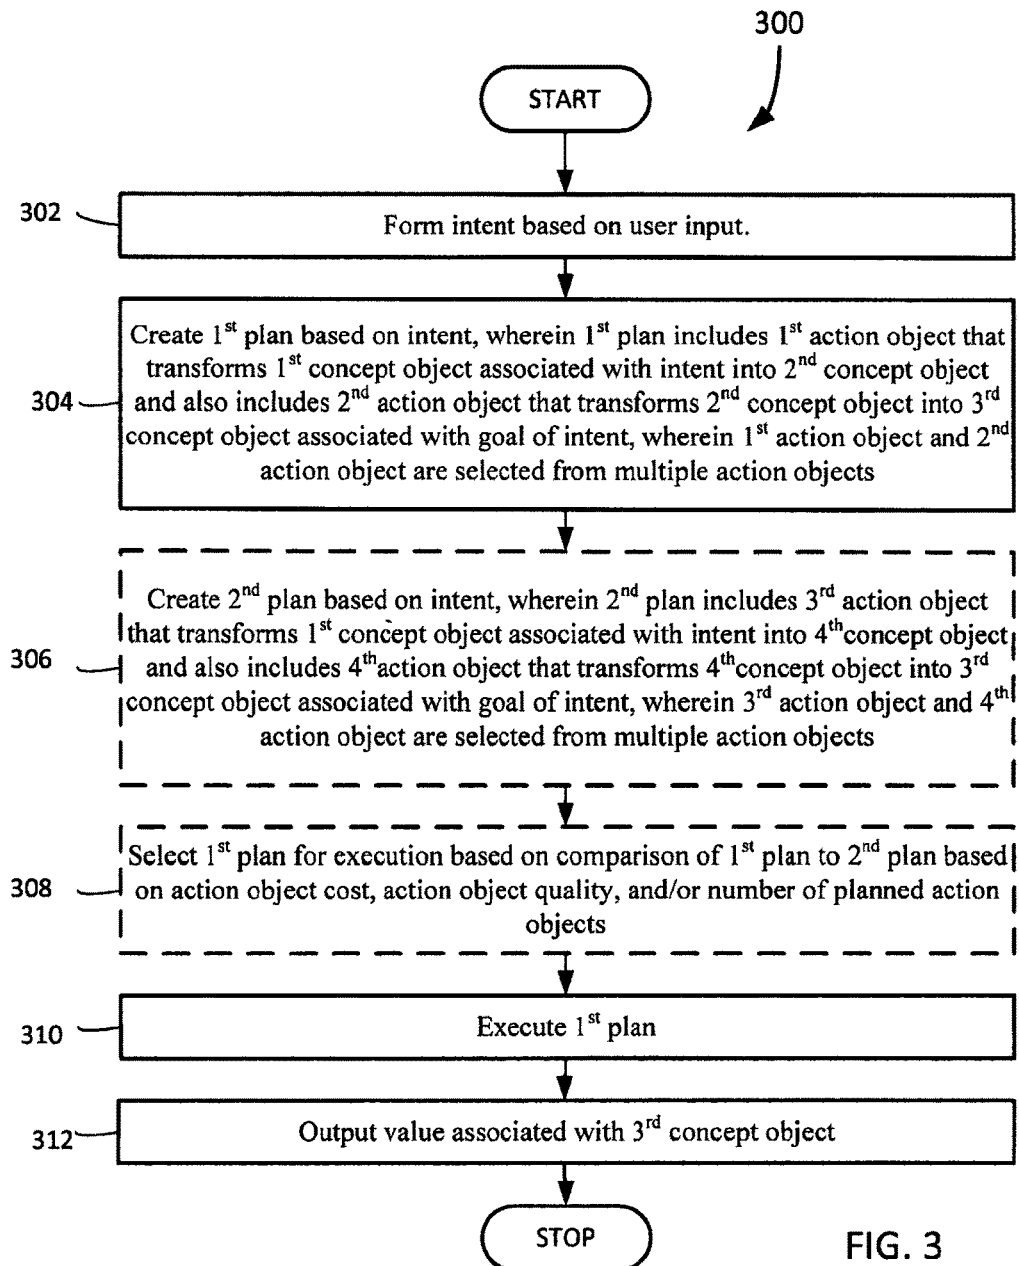 300
START
302
Form intent based on user input.
304
Create 1st plan based on intent, wherein 1st plan includes 1st action object that
transforms 1st concept object associated with intent into 2nd concept object
and also includes 2nd action object that transforms 2nd concept object into 3rd
concept object associated with goal of intent, wherein 1st action object and 2nd
action object are selected from multiple action objects
306
Create 2nd plan based on intent, wherein 2nd plan includes 3rd action object
that transforms 1st concept object associated with intent into 4th concept object
and also includes 4th action object that transforms 4th concept object into 3rd
concept object associated with goal of intent, wherein 3rd action object and 4th
action object are selected from multiple action objects
308
Select 1st plan for execution based on comparison of 1st plan to 2nd plan based
on action object cost, action object quality, and/or number of planned action
objects
310
Execute 1st plan
312
Output value associated with 3rd concept object
STOP
FIG. 3